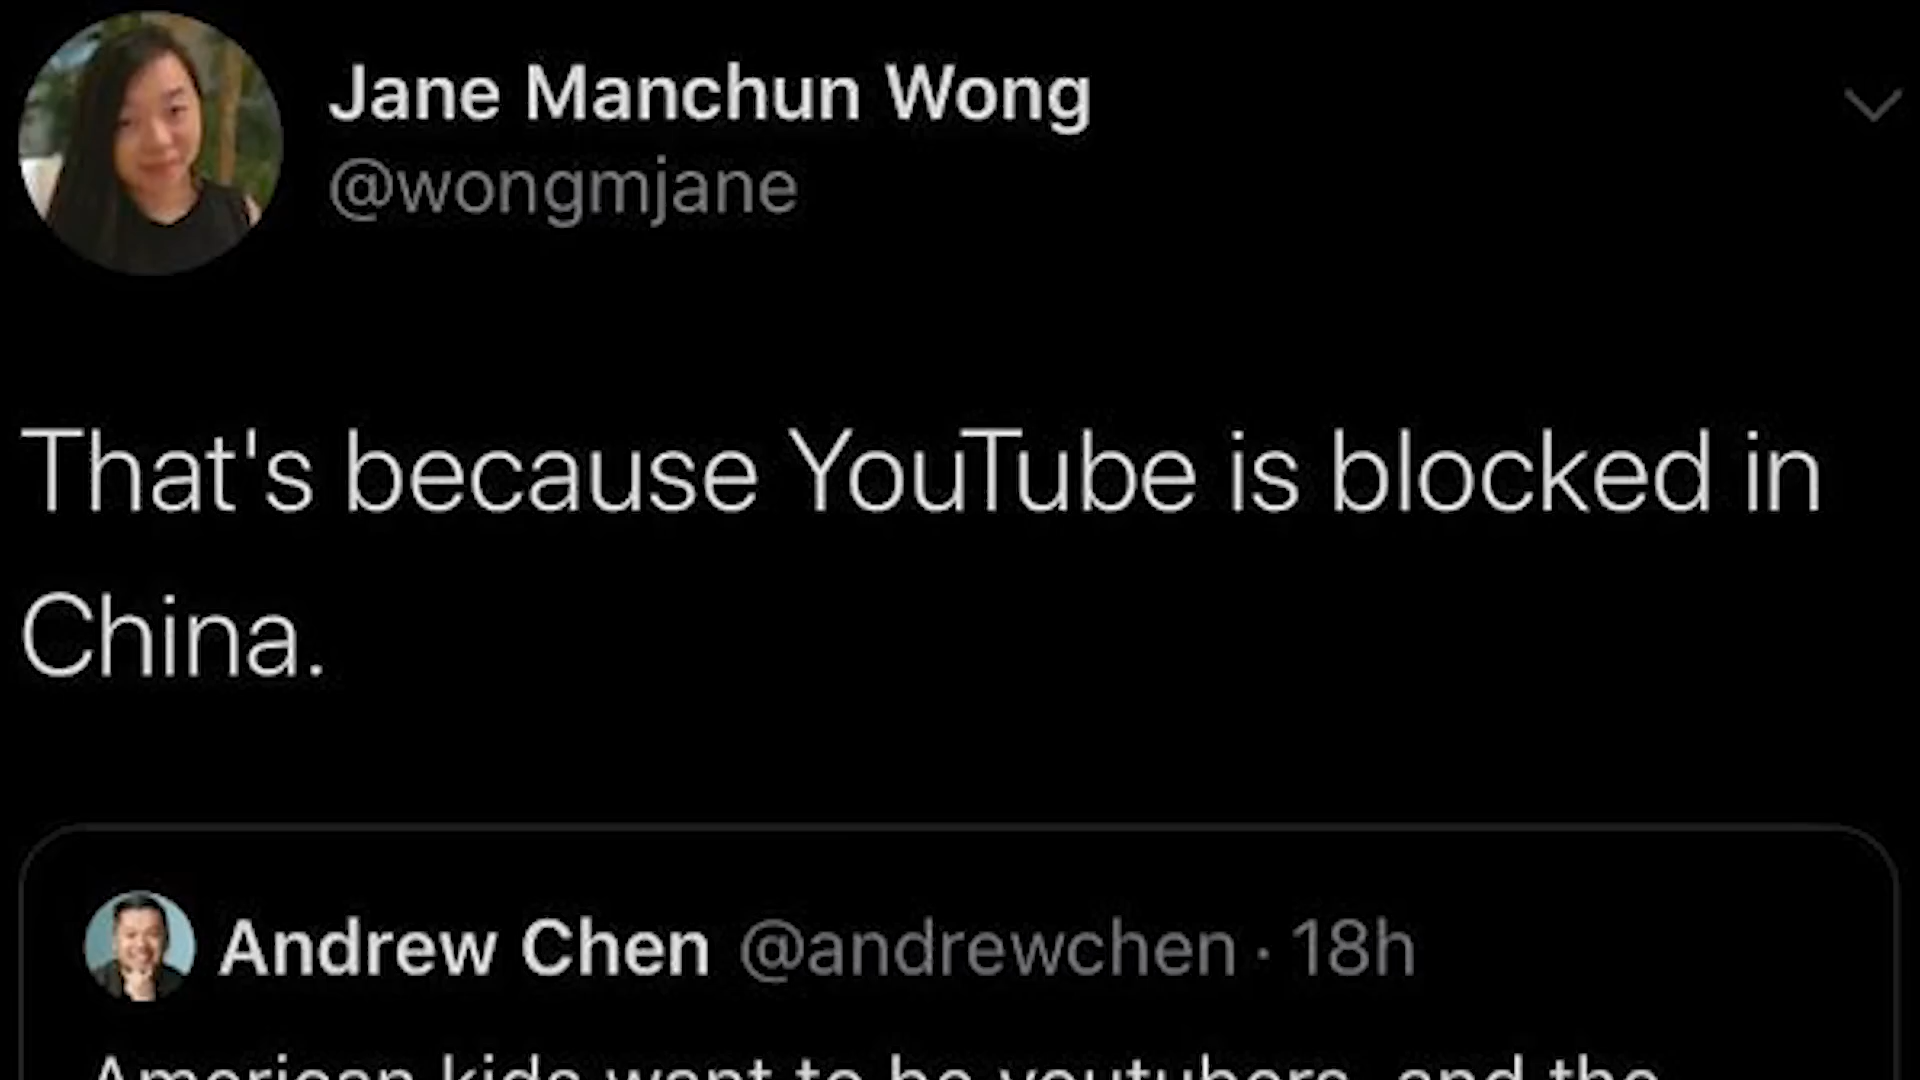 Jane Manchun Wong
@wongmjane
That's because YouTube is blocked in
China.
Andrew Chen @andrewchen · 18h
American kids want to be youtubers, and the